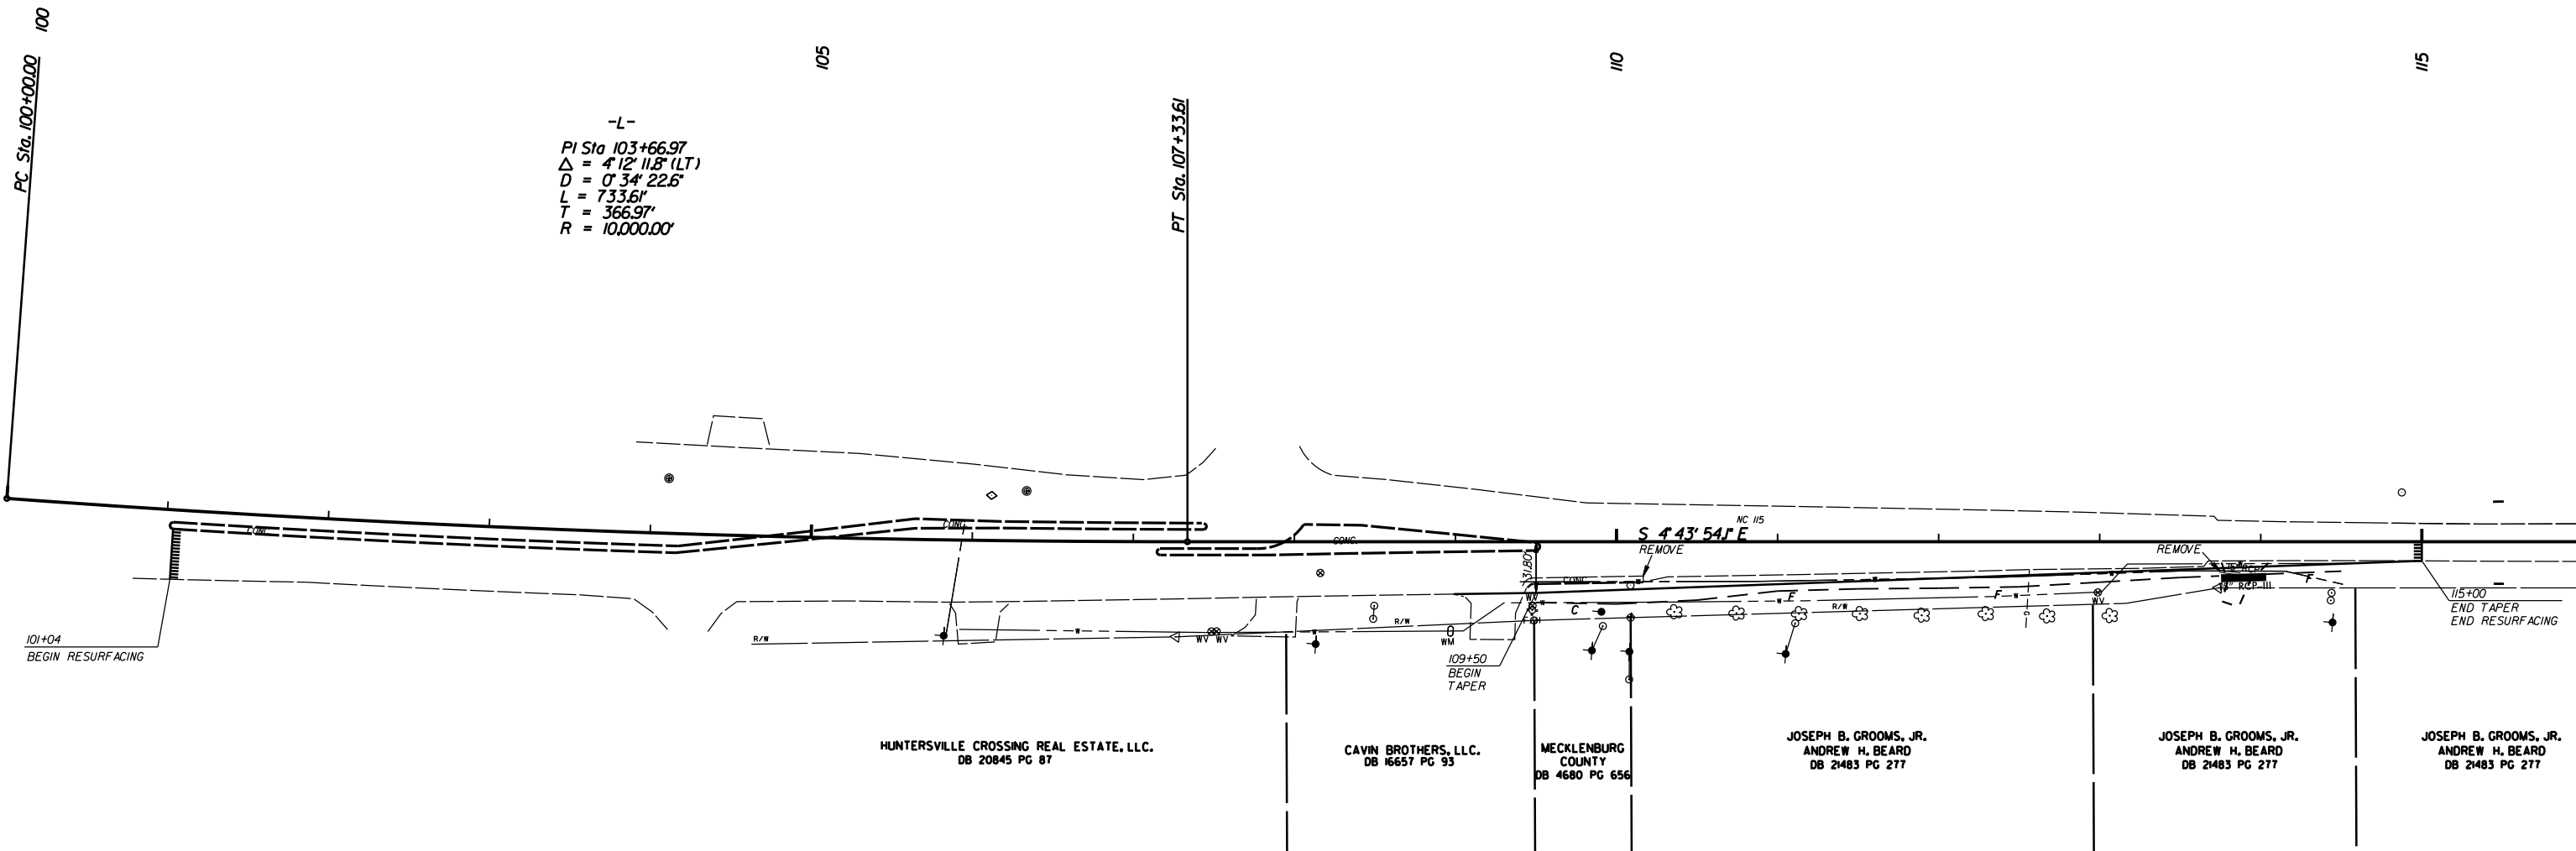 100
105
110
115
PC Sta. 100+00.00
-L-
PI Sta 103+66.97
Δ = 4° 12' 11.8" (LT)
D = 0° 34' 22.6"
L = 733.61'
T = 366.97'
R = 10,000.00'
PT Sta. 107+33.61
CONC.
CONC.
CONC.
NC 115
S 4° 43' 54.1" E
REMOVE
REMOVE
31.80'
CONC.
W
W
W
WV
W
C
F
W
F
W
WV
F
R/W
18" RCP-III
R/W
R/W
W
WV WV
W
WM
101+04
BEGIN RESURFACING
109+50
BEGIN
TAPER
115+00
END TAPER
END RESURFACING
HUNTERSVILLE CROSSING REAL ESTATE, LLC.
DB 20845 PG 87
CAVIN BROTHERS, LLC.
DB 16657 PG 93
MECKLENBURG
COUNTY
DB 4680 PG 656
JOSEPH B. GROOMS, JR.
ANDREW H. BEARD
DB 21483 PG 277
JOSEPH B. GROOMS, JR.
ANDREW H. BEARD
DB 21483 PG 277
JOSEPH B. GROOMS, JR.
ANDREW H. BEARD
DB 21483 PG 277